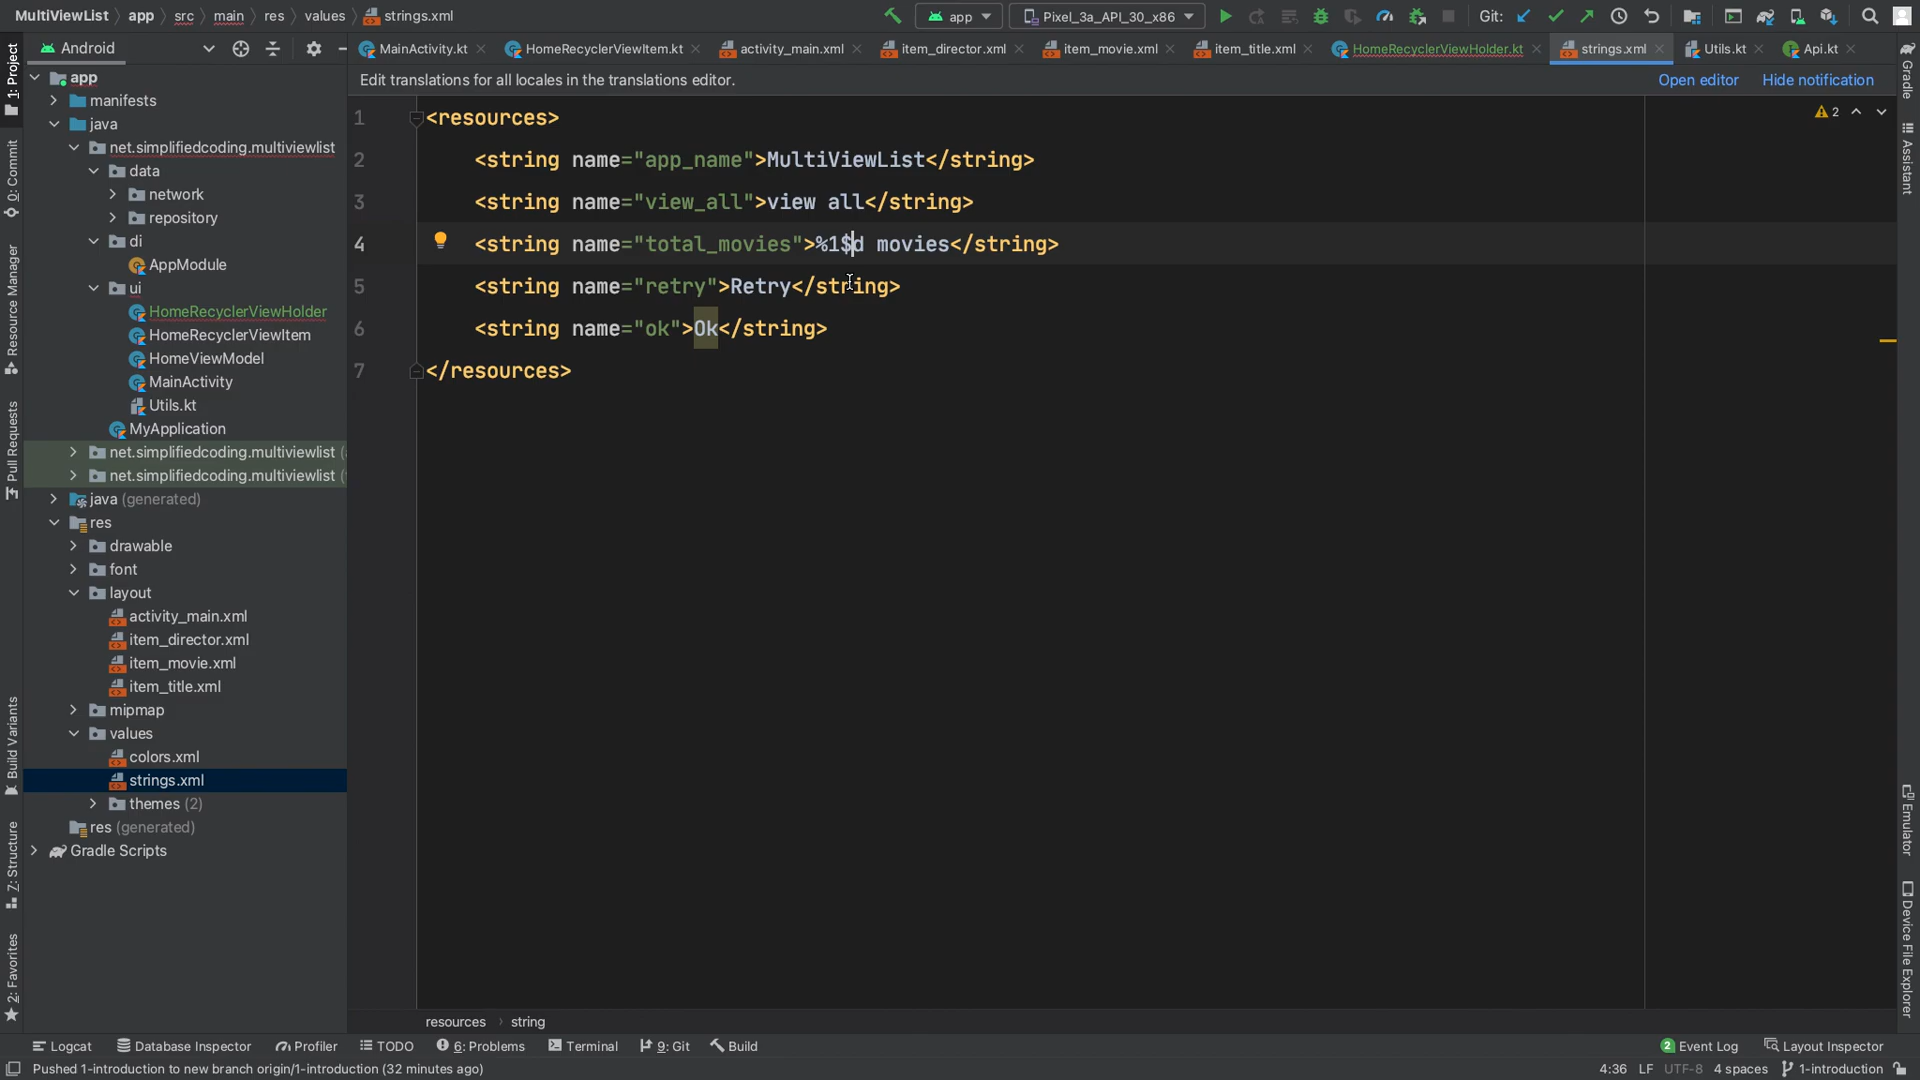 MultiViewList > app > src > main > res > values > strings.xml
app
Pixel_3a_API_30_x86
Git:
Android
MainActivity.kt
HomeRecyclerViewItem.kt
activity_main.xml
item_director.xml
item_movie.xml
item_title.xml
HomeRecyclerViewHolder.kt
strings.xml
Utils.kt
Api.kt
Edit translations for all locales in the translations editor.
Open editor
Hide notification
1: Project
0: Commit
Resource Manager
Pull Requests
Build Variants
7: Structure
2: Favorites
app
manifests
java
net.simplifiedcoding.multiviewlist
data
network
repository
di
AppModule
ui
HomeRecyclerViewHolder
HomeRecyclerViewItem
HomeViewModel
MainActivity
Utils.kt
MyApplication
net.simplifiedcoding.multiviewlist (
net.simplifiedcoding.multiviewlist (
java (generated)
res
drawable
font
layout
activity_main.xml
item_director.xml
item_movie.xml
item_title.xml
mipmap
values
colors.xml
strings.xml
themes (2)
res (generated)
Gradle Scripts
1 <resources>
2 <string name="app_name">MultiViewList</string>
3 <string name="view_all">view all</string>
4 <string name="total_movies">%1$d movies</string>
5 <string name="retry">Retry</string>
6 <string name="ok">Ok</string>
7 </resources>
2
Gradle
Assistant
Emulator
Device File Explorer
resources > string
Logcat
Database Inspector
Profiler
TODO
6: Problems
Terminal
9: Git
Build
2 Event Log
Layout Inspector
Pushed 1-introduction to new branch origin/1-introduction (32 minutes ago)
4:36 LF UTF-8 4 spaces 1-introduction